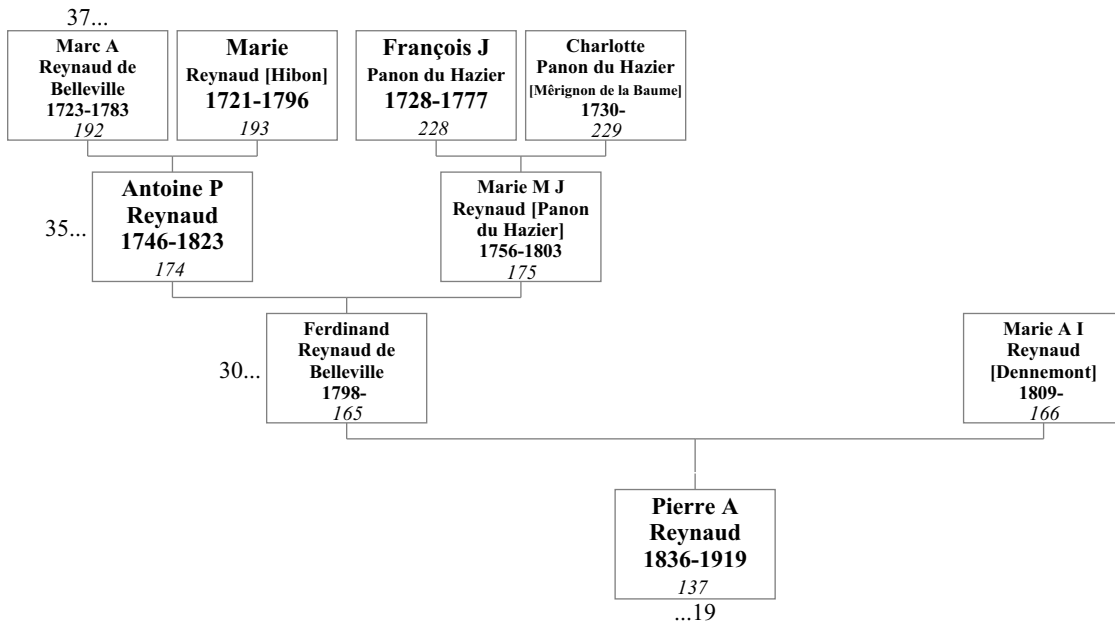 37...
Marc A
Reynaud de
Belleville
1723-1783
192
Marie
Reynaud [Hibon]
1721-1796
193
François J
Panon du Hazier
1728-1777
228
Charlotte
Panon du Hazier
[Mêrignon de la Baume]
1730-
229
35...
Antoine P
Reynaud
1746-1823
174
Marie M J
Reynaud [Panon
du Hazier]
1756-1803
175
30...
Ferdinand
Reynaud de
Belleville
1798-
165
Marie A I
Reynaud
[Dennemont]
1809-
166
Pierre A
Reynaud
1836-1919
137
...19